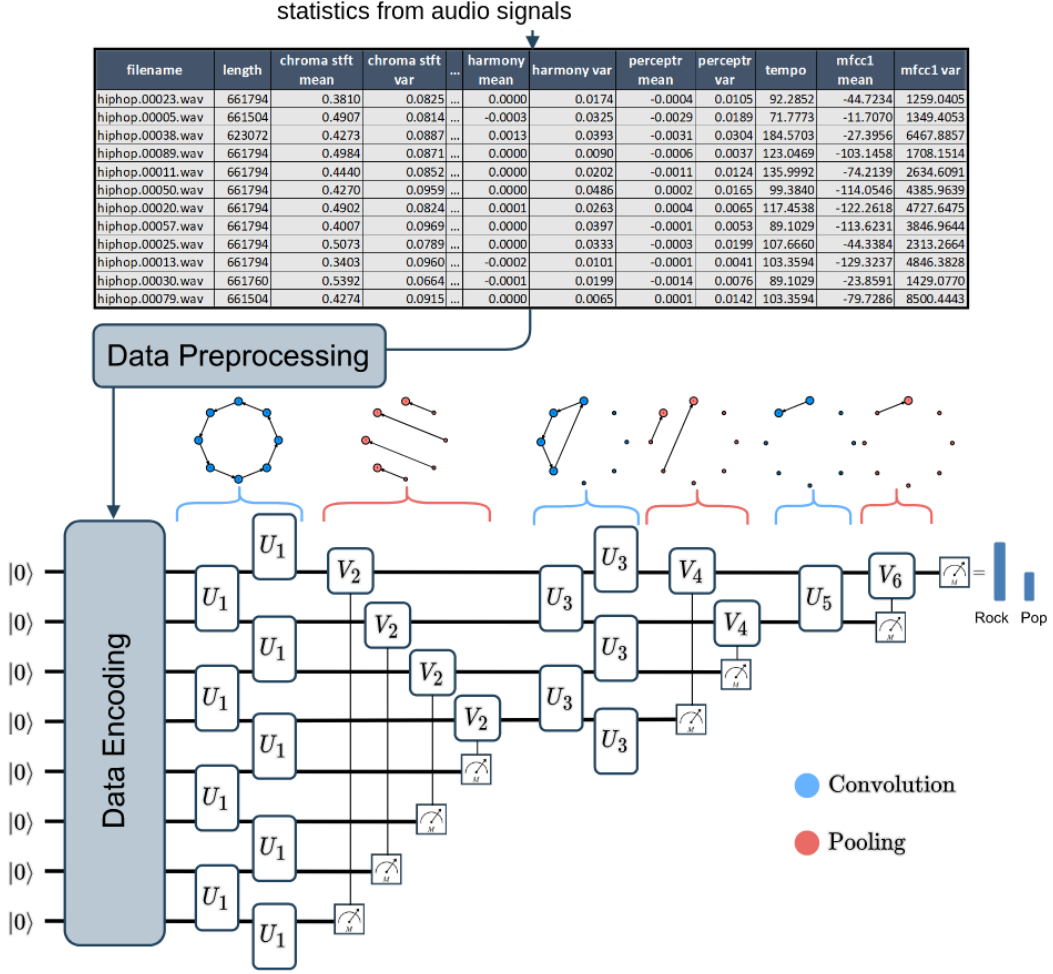 statistics from audio signals
filename length chroma stft mean chroma stft var ... harmony mean harmony var perceptr mean perceptr var tempo mfcc1 mean mfcc1 var
hiphop.00023.wav 661794 0.3810 0.0825 ... 0.0000 0.0174 -0.0004 0.0105 92.2852 -44.7234 1259.0405
hiphop.00005.wav 661504 0.4907 0.0814 ... -0.0003 0.0325 -0.0029 0.0189 71.7773 -11.7070 1349.4053
hiphop.00038.wav 623072 0.4273 0.0887 ... 0.0013 0.0393 -0.0031 0.0304 184.5703 -27.3956 6467.8857
hiphop.00089.wav 661794 0.4984 0.0871 ... 0.0000 0.0090 -0.0006 0.0037 123.0469 -103.1458 1708.1514
hiphop.00011.wav 661794 0.4440 0.0852 ... 0.0000 0.0202 -0.0011 0.0124 135.9992 -74.2139 2634.6091
hiphop.00050.wav 661794 0.4270 0.0959 ... 0.0000 0.0486 0.0002 0.0165 99.3840 -114.0546 4385.9639
hiphop.00020.wav 661794 0.4902 0.0824 ... 0.0001 0.0263 0.0004 0.0065 117.4538 -122.2618 4727.6475
hiphop.00057.wav 661794 0.4007 0.0969 ... 0.0000 0.0397 -0.0001 0.0053 89.1029 -113.6231 3846.9644
hiphop.00025.wav 661794 0.5073 0.0789 ... 0.0000 0.0333 -0.0003 0.0199 107.6660 -44.3384 2313.2664
hiphop.00013.wav 661794 0.3403 0.0960 ... -0.0002 0.0101 -0.0001 0.0041 103.3594 -129.3237 4846.3828
hiphop.00030.wav 661760 0.5392 0.0664 ... -0.0001 0.0199 -0.0014 0.0076 89.1029 -23.8591 1429.0770
hiphop.00079.wav 661504 0.4274 0.0915 ... 0.0000 0.0065 0.0001 0.0142 103.3594 -79.7286 8500.4443
Data Preprocessing
Data Encoding
|0⟩
|0⟩
|0⟩
|0⟩
|0⟩
|0⟩
|0⟩
|0⟩
U1
U1
U1
U1
U1
U1
U1
U1
U1
V2
V2
V2
V2
M
M
M
M
U3
U3
U3
U3
U3
V4
V4
M
M
U5
V6
M
M
=
Rock Pop
Convolution
Pooling